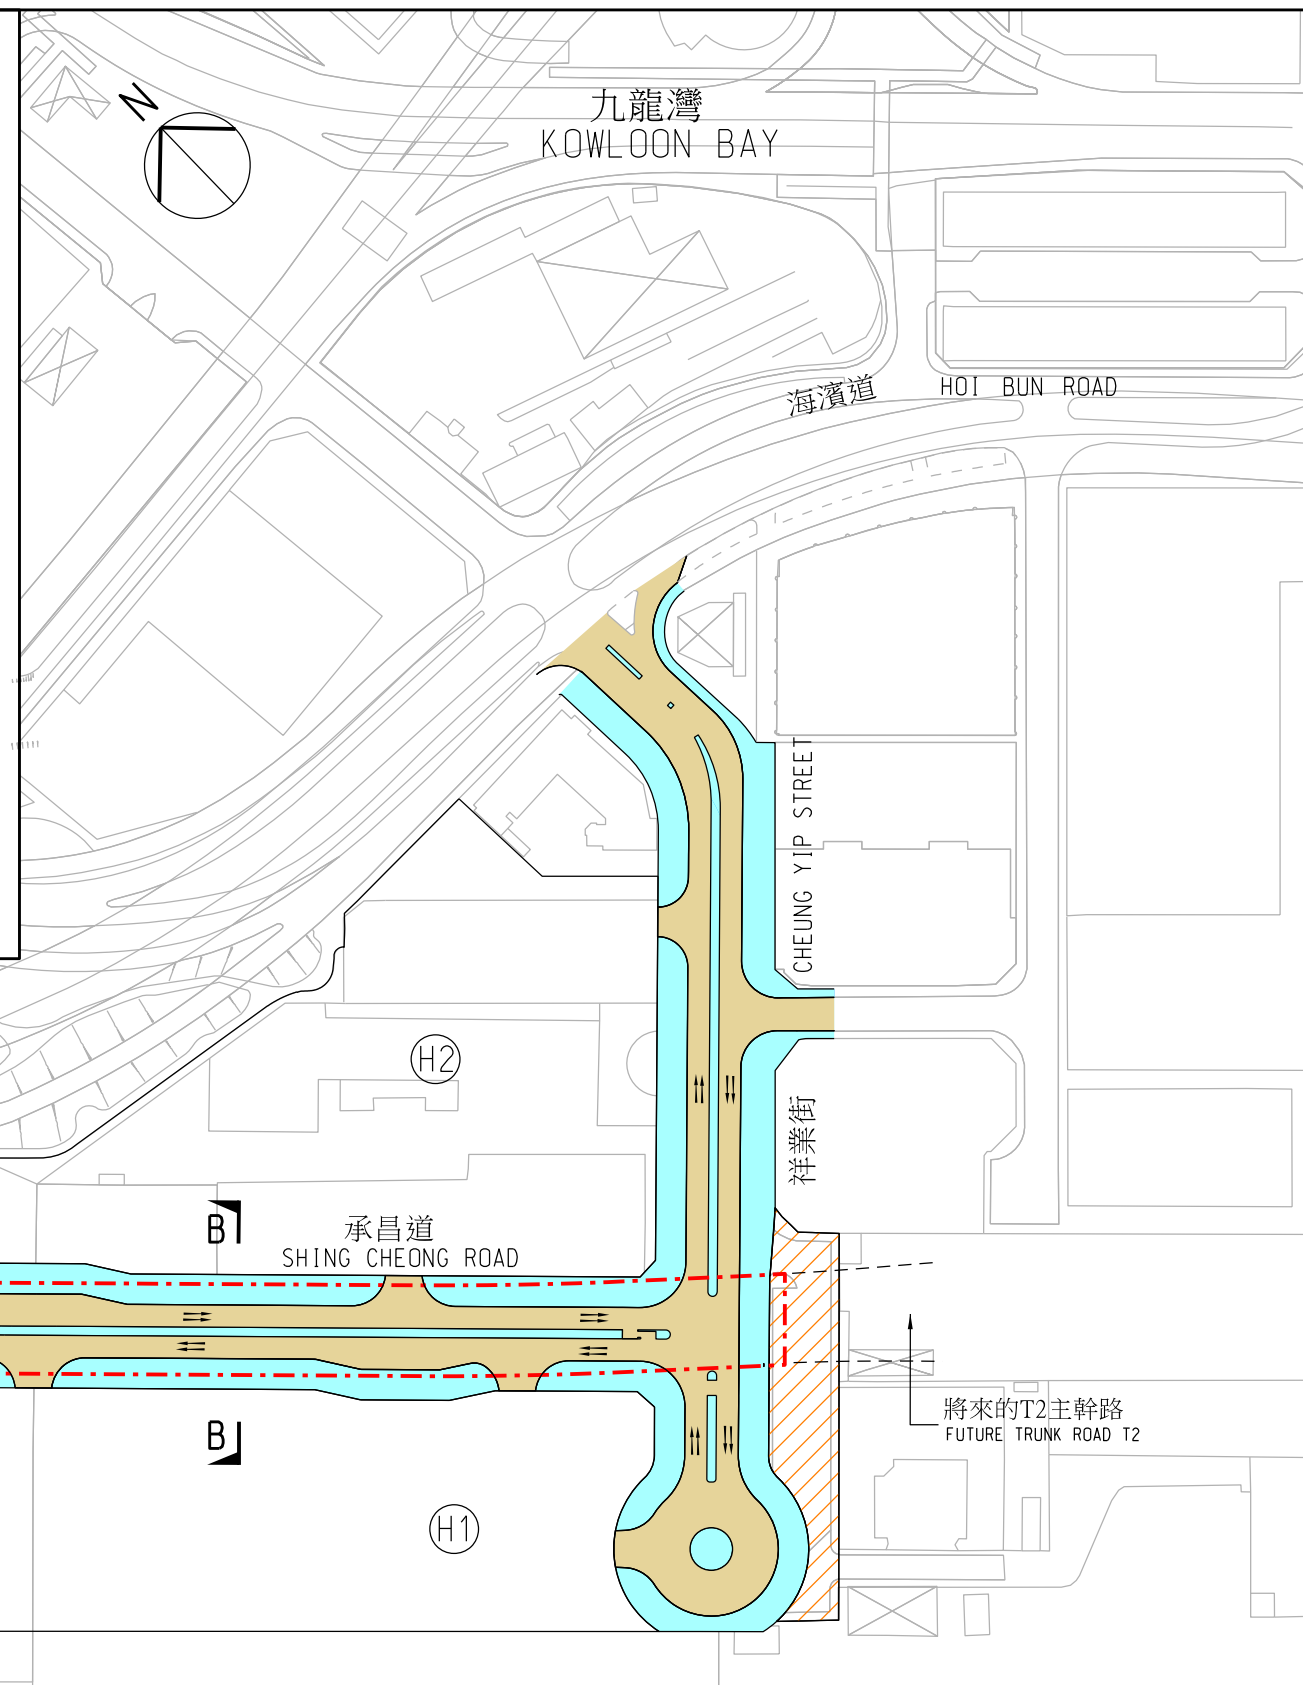 N
九龍灣
KOWLOON BAY
海濱道
HOI BUN ROAD
CHEUNG YIP STREET
祥業街
H2
B
承昌道
SHING CHEONG ROAD
將來的T2主幹路
FUTURE TRUNK ROAD T2
B
H1